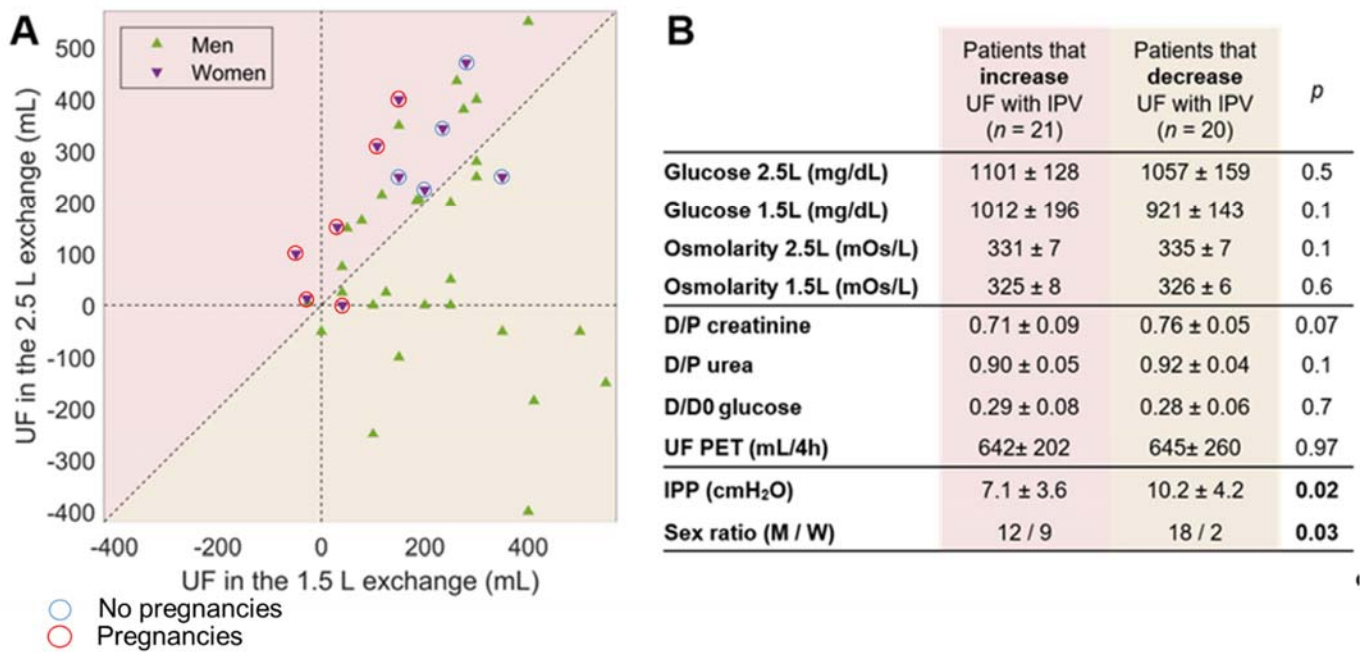 A
Men
Women
500
400
300
200
100
0
-100
-200
-300
-400
UF in the 2.5 L exchange (mL)
-400 -200 0 200 400
UF in the 1.5 L exchange (mL)
No pregnancies
Pregnancies
B
Patients that
increase
UF with IPV
(n = 21)
Patients that
decrease
UF with IPV
(n = 20)
p
Glucose 2.5L (mg/dL) 1101 ± 128 1057 ± 159 0.5
Glucose 1.5L (mg/dL) 1012 ± 196 921 ± 143 0.1
Osmolarity 2.5L (mOs/L) 331 ± 7 335 ± 7 0.1
Osmolarity 1.5L (mOs/L) 325 ± 8 326 ± 6 0.6
D/P creatinine 0.71 ± 0.09 0.76 ± 0.05 0.07
D/P urea 0.90 ± 0.05 0.92 ± 0.04 0.1
D/D0 glucose 0.29 ± 0.08 0.28 ± 0.06 0.7
UF PET (mL/4h) 642± 202 645± 260 0.97
IPP (cmH₂O) 7.1 ± 3.6 10.2 ± 4.2 0.02
Sex ratio (M / W) 12 / 9 18 / 2 0.03